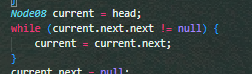 Node08 current = head;
while (current.next.next != null) {
current = current.next;
}
current.next = null;